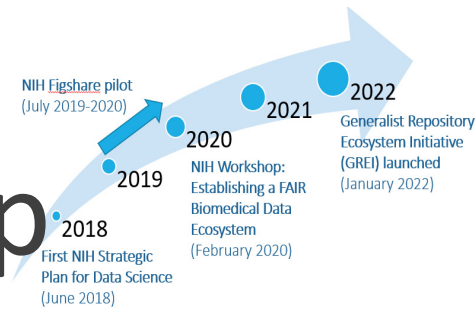 NIH Figshare pilot
(July 2019-2020)
2022
2021
Generalist Repository
Ecosystem Initiative
(GREI) launched
(January 2022)
2020
NIH Workshop:
Establishing a FAIR
Biomedical Data
Ecosystem
(February 2020)
2019
p
2018
First NIH Strategic
Plan for Data Science
(June 2018)